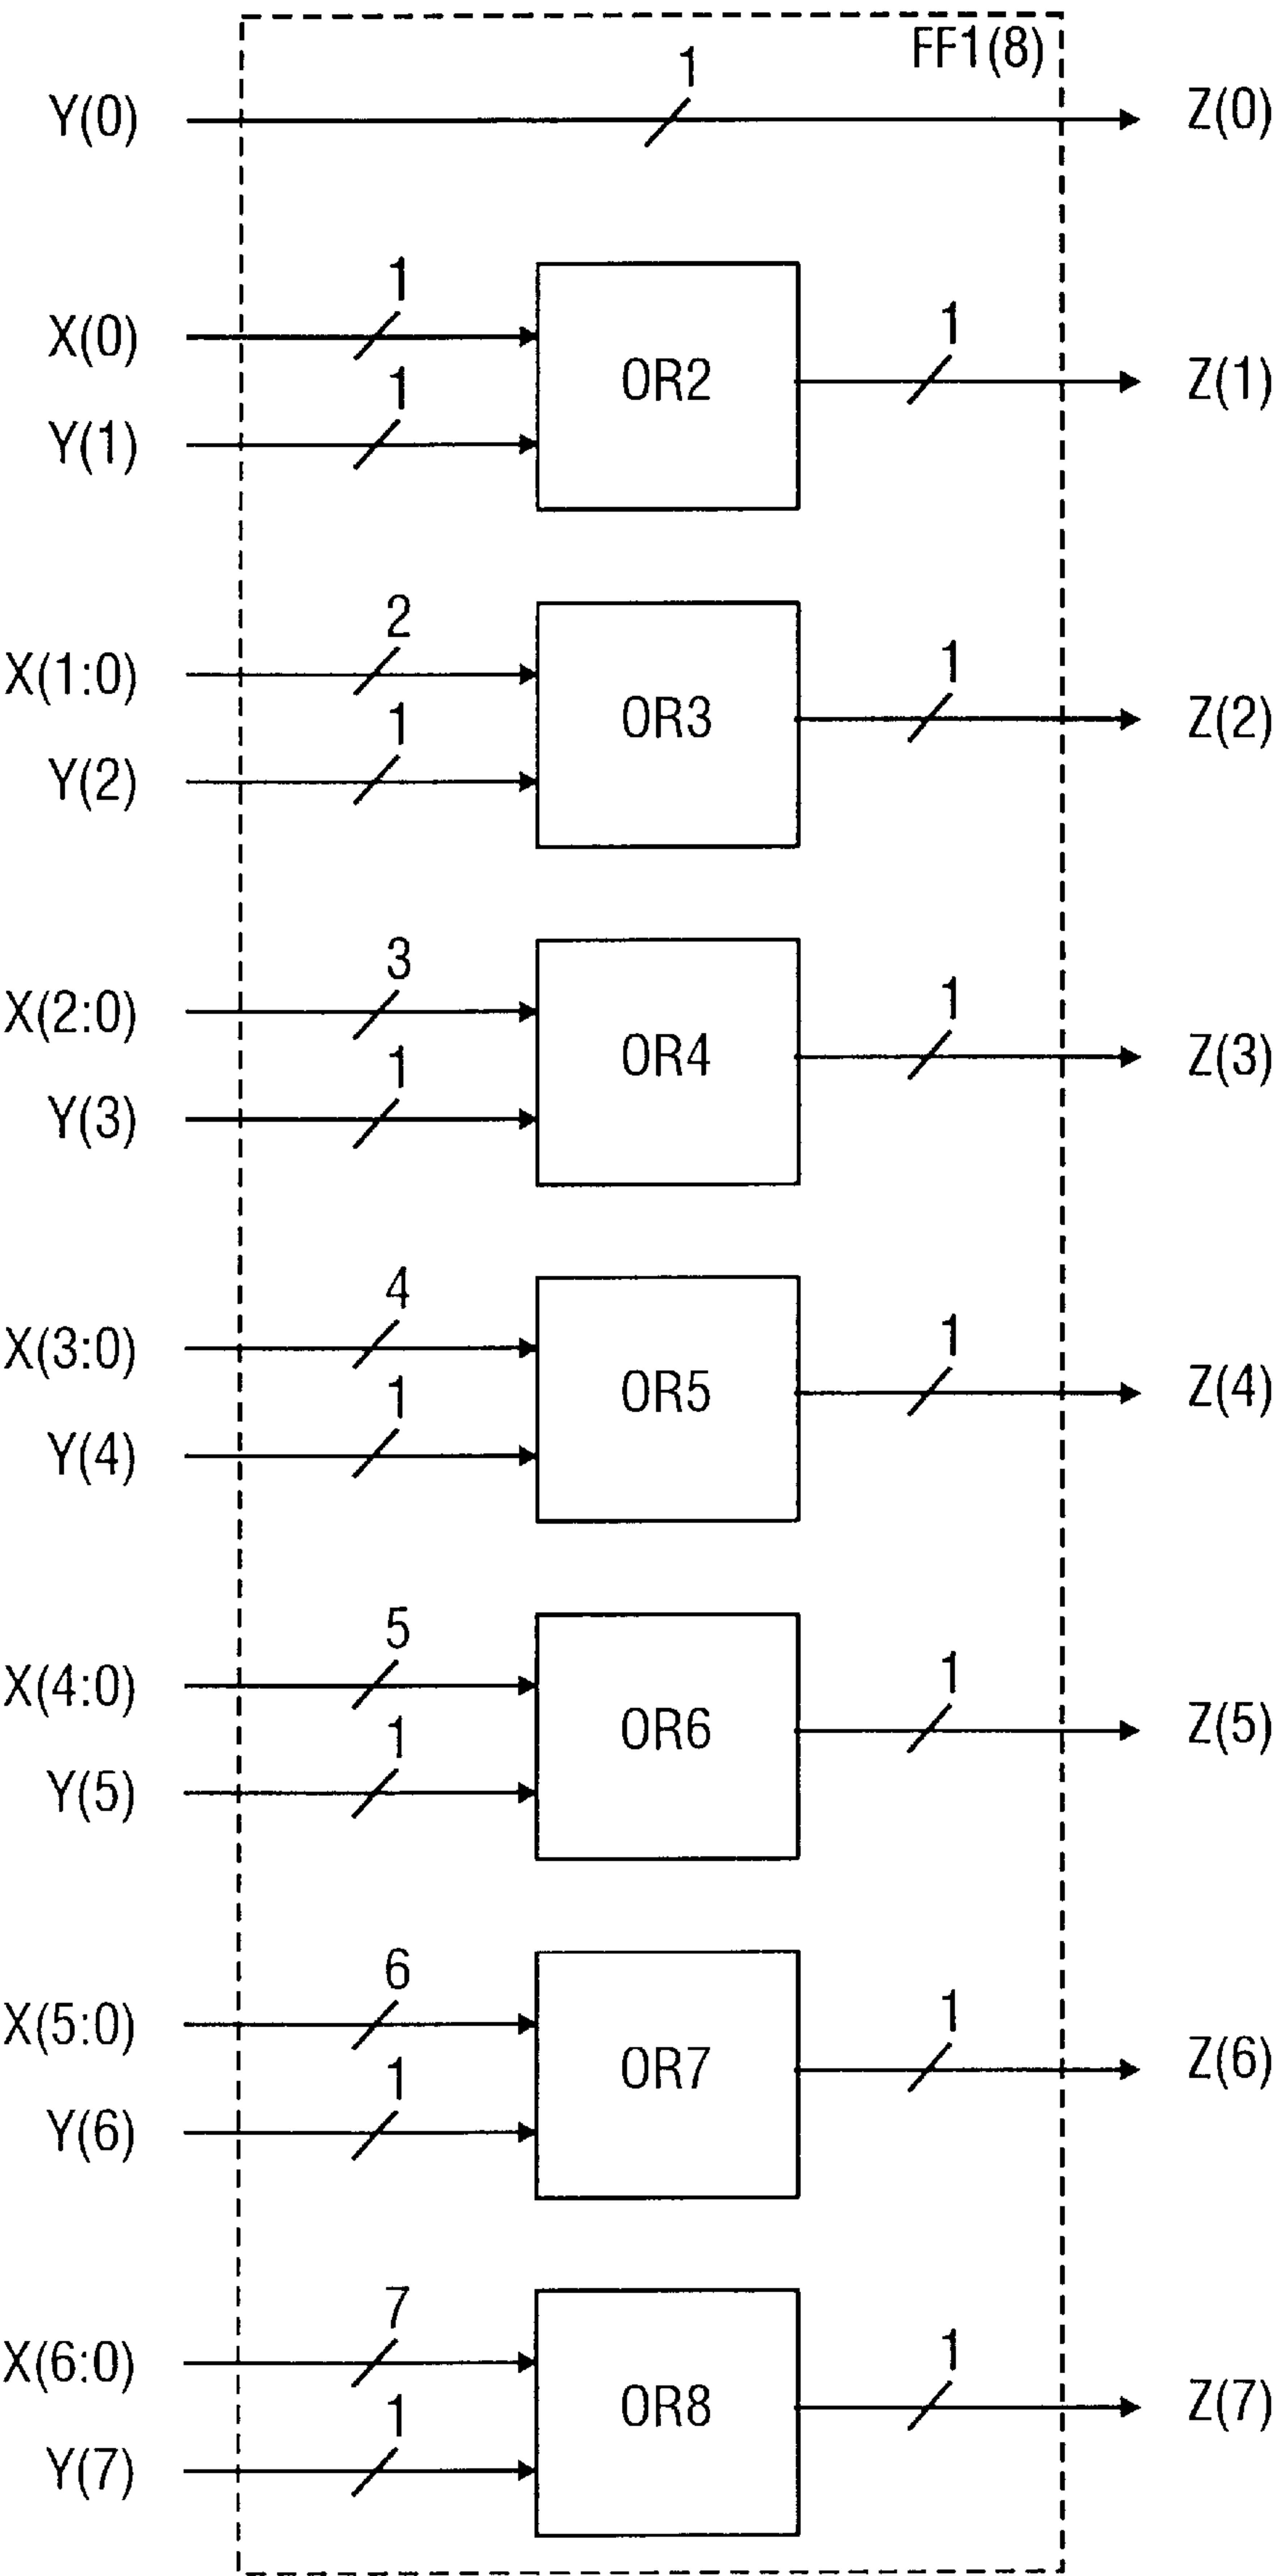 FF1(8)
1
Y(0)
Z(0)
1
X(0)
1
OR2
Z(1)
1
Y(1)
2
X(1:0)
1
OR3
Z(2)
1
Y(2)
3
X(2:0)
1
OR4
Z(3)
1
Y(3)
4
X(3:0)
1
OR5
Z(4)
1
Y(4)
5
X(4:0)
1
OR6
Z(5)
1
Y(5)
6
X(5:0)
1
OR7
Z(6)
1
Y(6)
7
X(6:0)
1
OR8
Z(7)
1
Y(7)